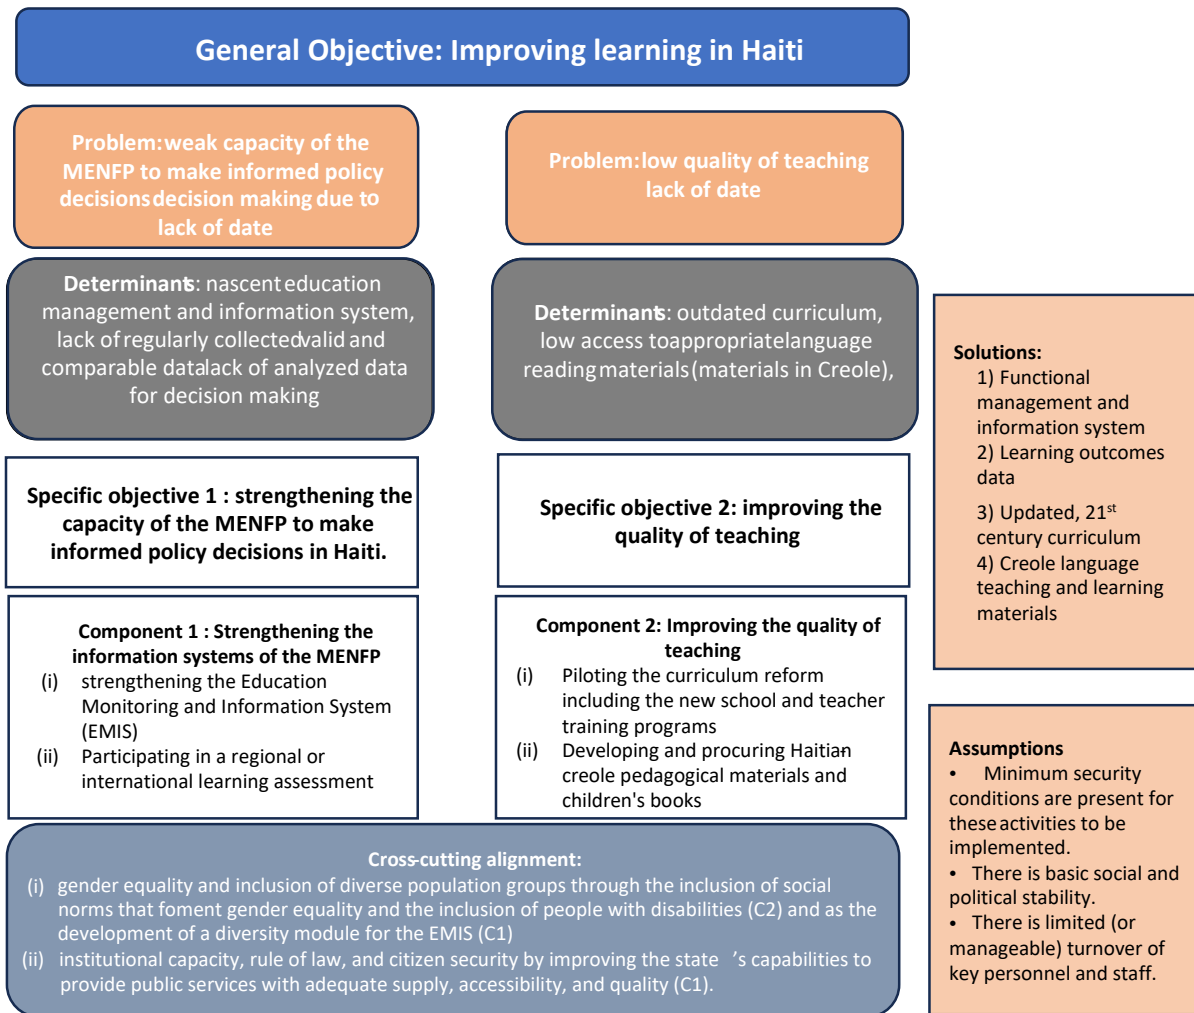 General Objective: Improving learning in Haiti
Problem: weak capacity of the
MENFP to make informed policy
decisions decision making due to
lack of date
Problem: low quality of teaching
lack of date
Determinants: nascent education
management and information system,
lack of regularly collected valid and
comparable data lack of analyzed data
for decision making
Determinants: outdated curriculum,
low access to appropriate language
reading materials (materials in Creole),
Specific objective 1 : strengthening the
capacity of the MENFP to make
informed policy decisions in Haiti.
Specific objective 2: improving the
quality of teaching
Component 1 : Strengthening the
information systems of the MENFP
(i) strengthening the Education
Monitoring and Information System
(EMIS)
(ii) Participating in a regional or
international learning assessment
Component 2: Improving the quality of
teaching
(i) Piloting the curriculum reform
including the new school and teacher
training programs
(ii) Developing and procuring Haitian-
creole pedagogical materials and
children's books
Cross-cutting alignment:
(i) gender equality and inclusion of diverse population groups through the inclusion of social
norms that foment gender equality and the inclusion of people with disabilities (C2) and as the
development of a diversity module for the EMIS (C1)
(ii) institutional capacity, rule of law, and citizen security by improving the state 's capabilities to
provide public services with adequate supply, accessibility, and quality (C1).
Solutions:
1) Functional
management and
information system
2) Learning outcomes
data
3) Updated, 21st
century curriculum
4) Creole language
teaching and learning
materials
Assumptions
• Minimum security
conditions are present for
these activities to be
implemented.
• There is basic social and
political stability.
• There is limited (or
manageable) turnover of
key personnel and staff.